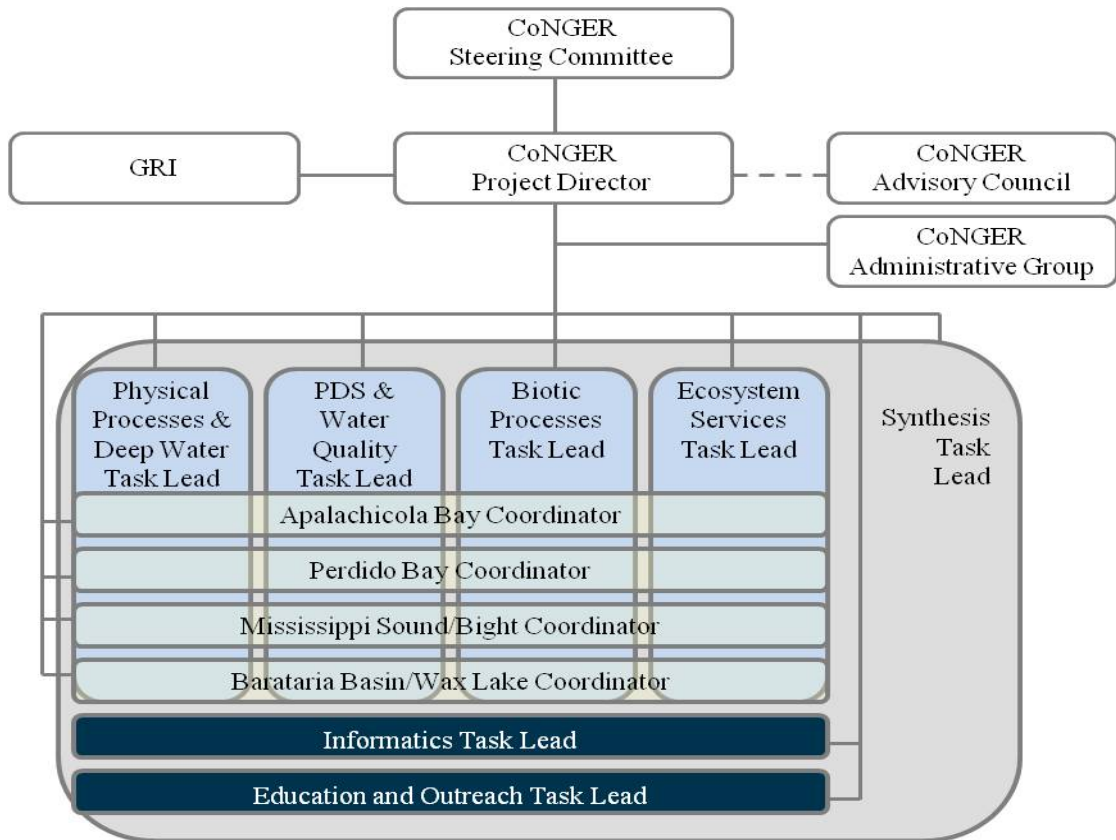 CoNGER
Steering Committee
GRI
CoNGER
Project Director
CoNGER
Advisory Council
CoNGER
Administrative Group
Physical
Processes &
Deep Water
Task Lead
PDS &
Water
Quality
Task Lead
Biotic
Processes
Task Lead
Ecosystem
Services
Task Lead
Synthesis
Task
Lead
Apalachicola Bay Coordinator
Perdido Bay Coordinator
Mississippi Sound/Bight Coordinator
Barataria Basin/Wax Lake Coordinator
Informatics Task Lead
Education and Outreach Task Lead